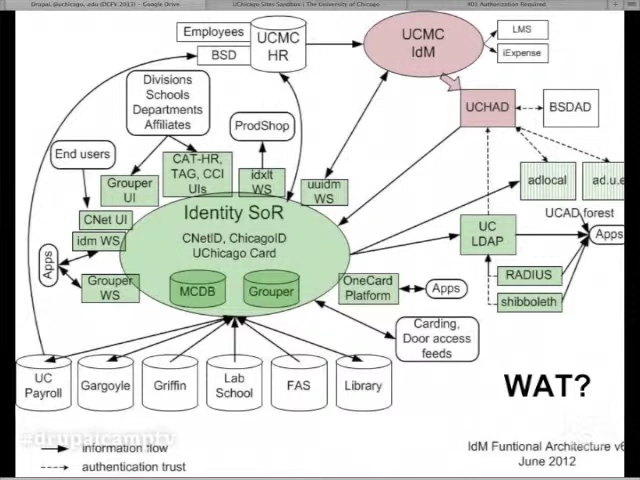 Drupal.@uchicago. edu (DCFV 2013) - Google Drive
UChicago Sites Sandbox | The University of Chicago
401 Authorization Required
Employees
BSD
UCMC
HR
UCMC
IdM
LMS
iExpense
UCHAD
BSDAD
Divisions
Schools
Departments
Affiliates
ProdShop
End users
CAT-HR,
TAG, CCI
UIs
Grouper
UI
idxlt
WS
uuidm
WS
adlocal
ad.u.e
UCAD forest
CNet UI
idm WS
Identity SoR
CNetID, ChicagoID
UChicago Card
UC
LDAP
Apps
Apps
Grouper
WS
MCDB
Grouper
OneCard
Platform
Apps
RADIUS
shibboleth
Carding,
Door access
feeds
UC
Payroll
Gargoyle
Griffin
Lab
School
FAS
Library
WAT?
#drupalcamptv
information flow
authentication trust
IdM Funtional Architecture v6
June 2012